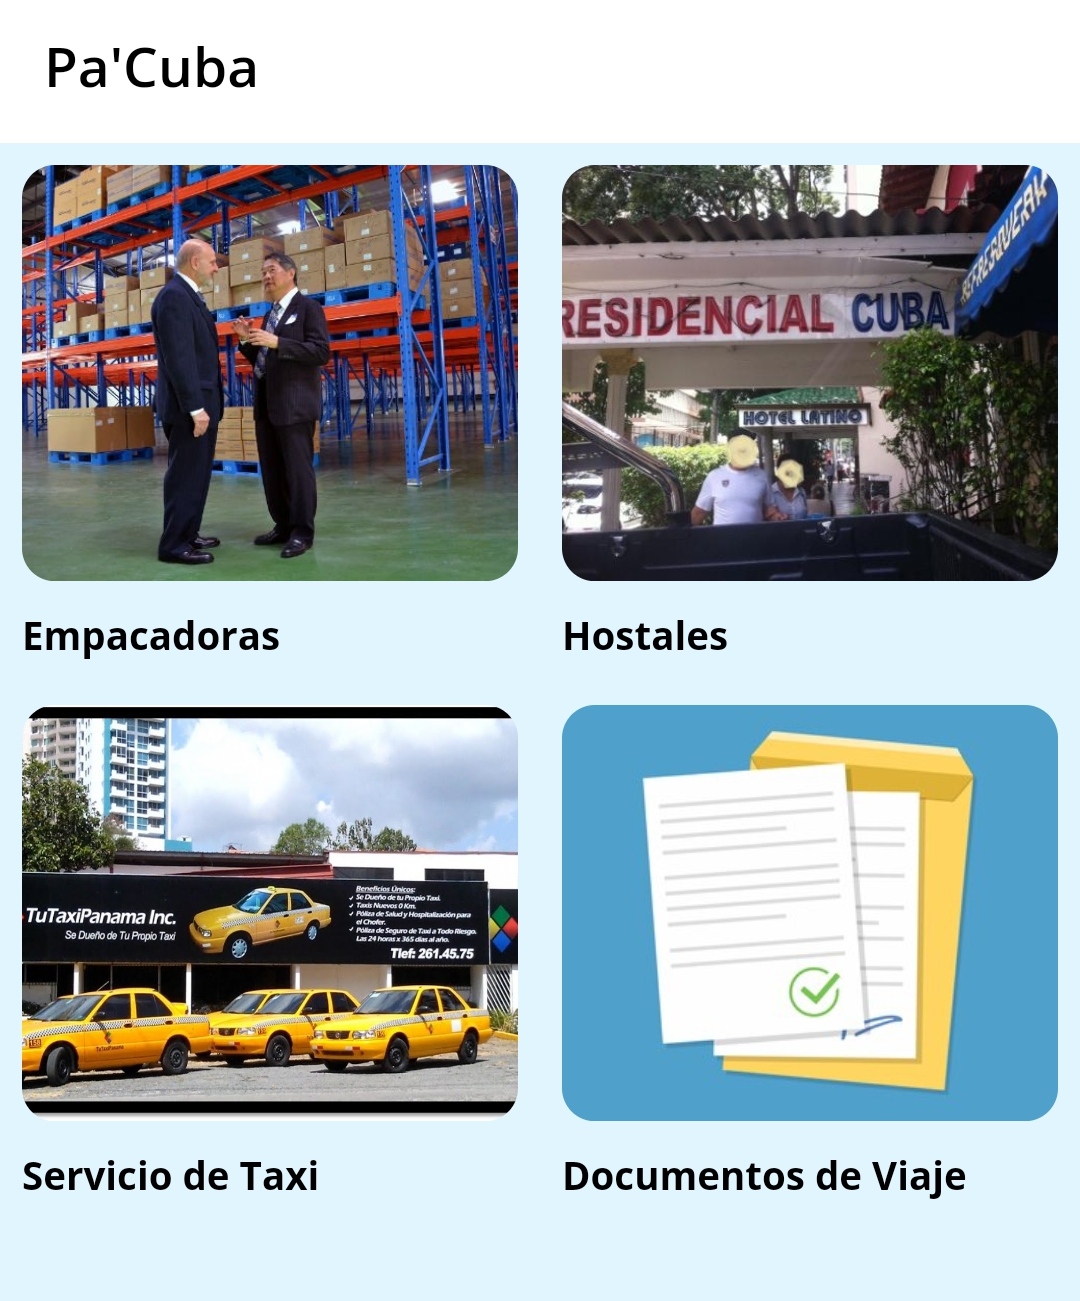 Pa'Cuba
REFRESQUERIA
RESIDENCIAL CUBA
HOTEL LATINO
Empacadoras
Hostales
TuTaxiPanama Inc.
Se Dueño de Tu Propio Taxi
Beneficios Únicos:
Se Dueño de tu Propio Taxi.
Taxis Nuevos 0 Km.
Póliza de Salud y Hospitalización para
el Chofer.
Póliza de Seguro de Taxi a Todo Riesgo.
Las 24 horas x 365 días al año.
Tlef: 261.45.75
Servicio de Taxi
Documentos de Viaje